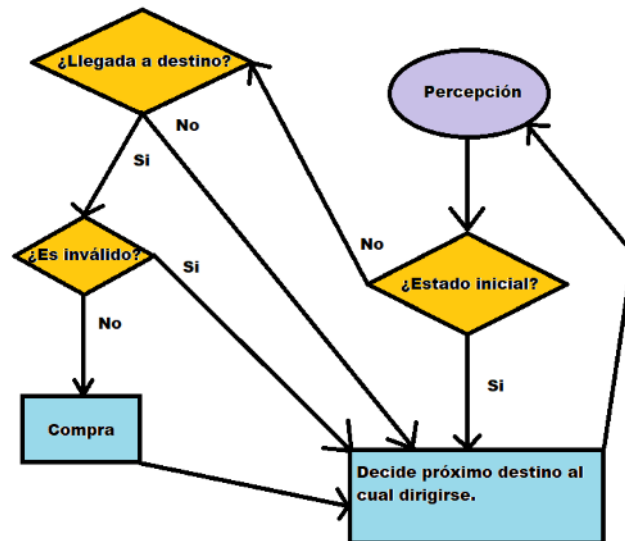 ¿Llegada a destino?
Percepción
No
Si
No
¿Es inválido?
Si
¿Estado inicial?
No
Si
Compra
Decide próximo destino al
cual dirigirse.